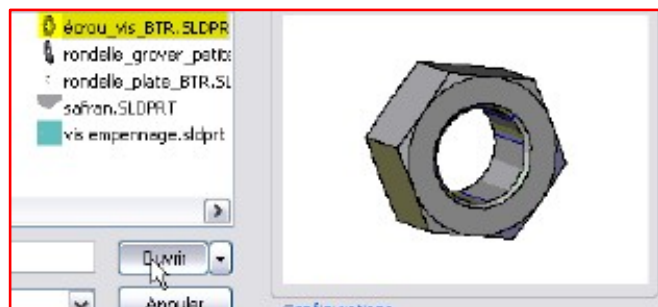 écrou_vis_BTR.SLDPR
rondelle_grover_petite
rondelle_plate_BTR.SL
safran.SLDPRT
vis empennage.sldprt
Ouvrir
Annuler